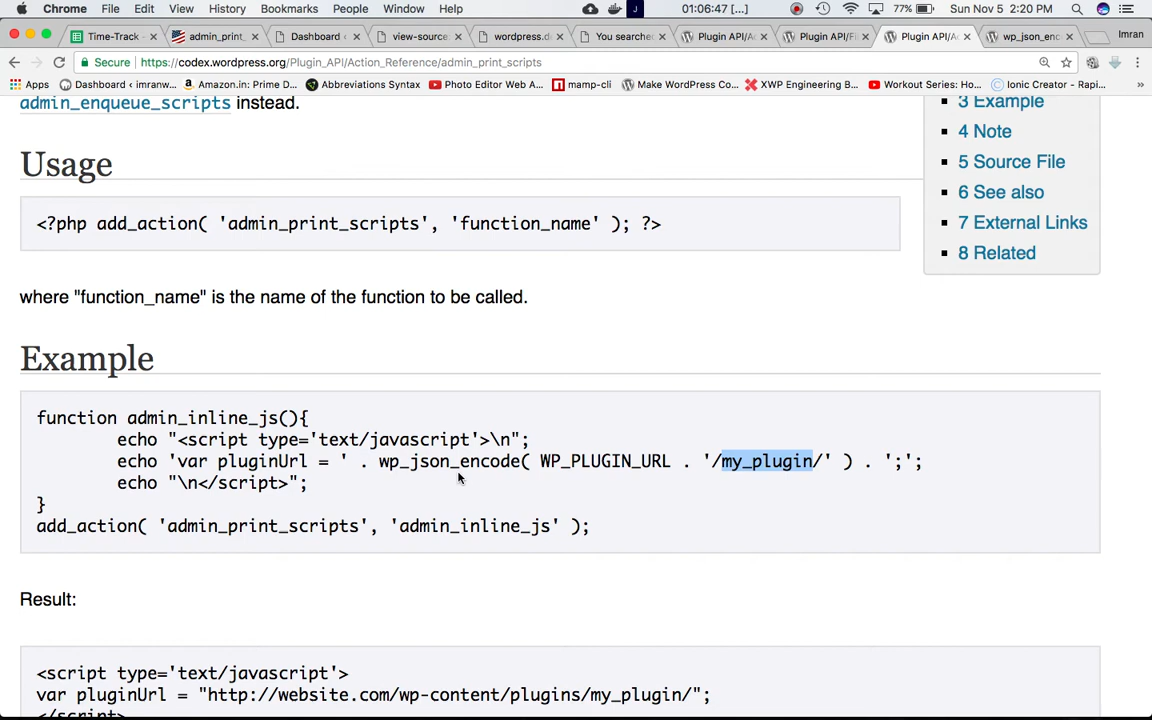 Chrome File Edit View History Bookmarks People Window Help J 01:06:47 [...] 77% Sun Nov 5 2:20 PM
Time-Track admin_print_ Dashboard view-source: wordpress.d You searche Plugin API/A Plugin API/Fi Plugin API/A wp_json_enc Imran
Secure https://codex.wordpress.org/Plugin_API/Action_Reference/admin_print_scripts
Apps Dashboard ‹ imranw... Amazon.in: Prime D... Abbreviations Syntax Photo Editor Web A... mamp-cli Make WordPress Co... XWP Engineering B... Workout Series: Ho... Ionic Creator - Rapi... »
admin_enqueue_scripts instead.
3 Example
4 Note
5 Source File
6 See also
7 External Links
8 Related
Usage
<?php add_action( 'admin_print_scripts', 'function_name' ); ?>
where "function_name" is the name of the function to be called.
Example
function admin_inline_js(){
echo "<script type='text/javascript'>\n";
echo 'var pluginUrl = ' . wp_json_encode( WP_PLUGIN_URL . '/my_plugin/' ) . ';';
echo "\n</script>";
}
add_action( 'admin_print_scripts', 'admin_inline_js' );
Result:
<script type='text/javascript'>
var pluginUrl = "http://website.com/wp-content/plugins/my_plugin/";
</script>